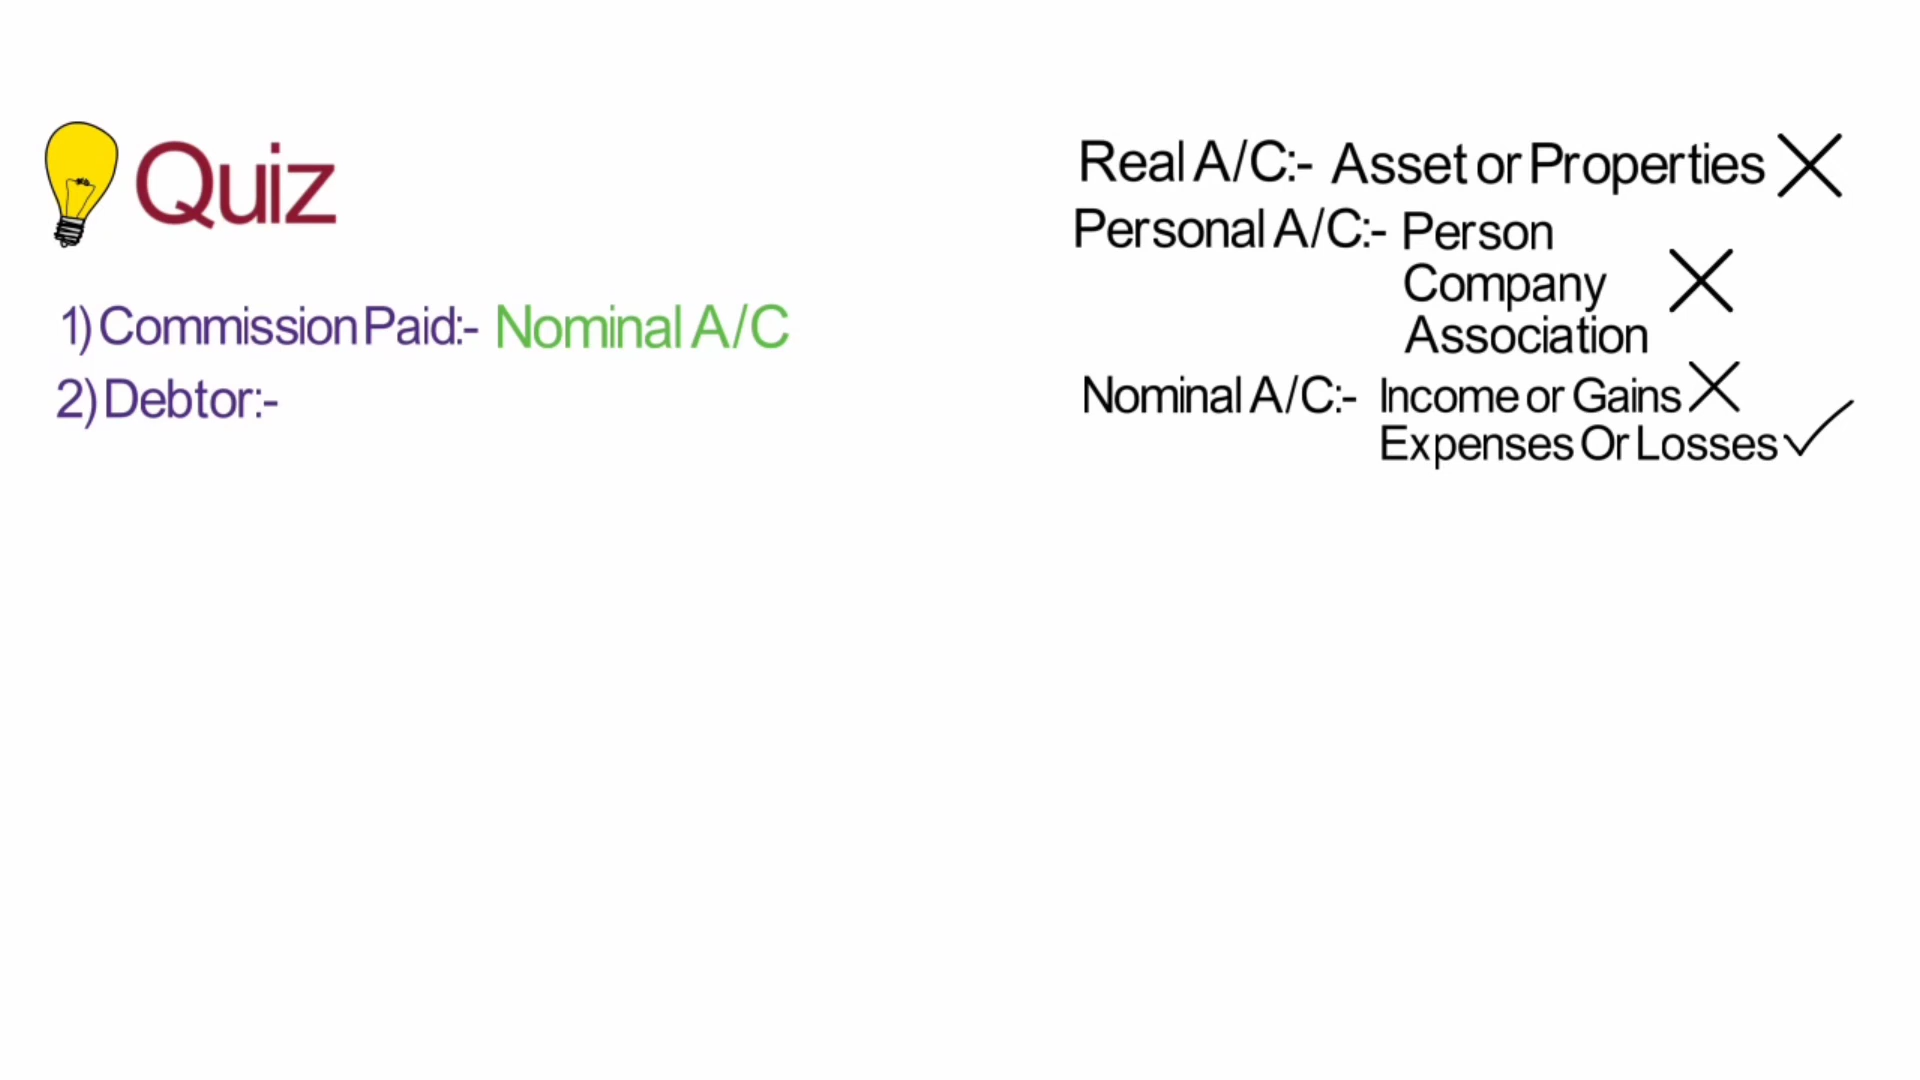 Quiz
1) Commission Paid:- Nominal A/C
2) Debtor:-
Real A/C:- Asset or Properties
Personal A/C:- Person
Company
Association
Nominal A/C:- Income or Gains
Expenses Or Losses